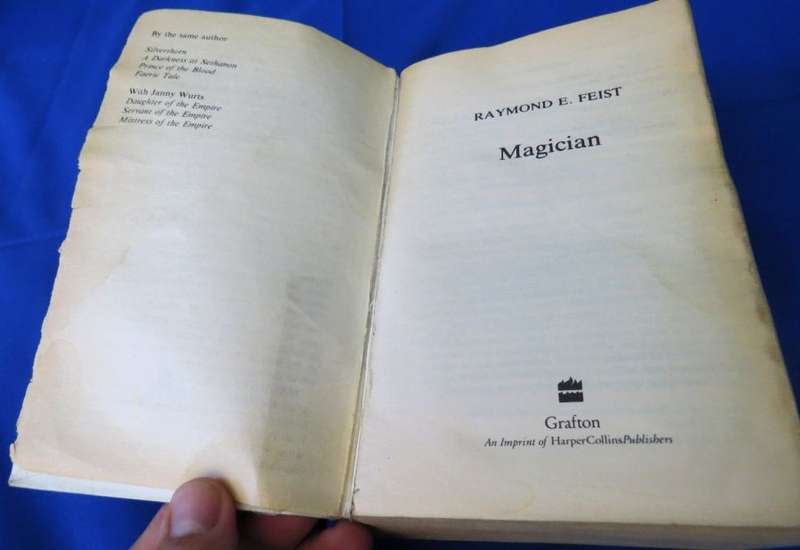 By the same author
Silverthorn
A Darkness at Sethanon
Prince of the Blood
Faerie Tale
With Janny Wurts
Daughter of the Empire
Servant of the Empire
Mistress of the Empire
RAYMOND E. FEIST
Magician
Grafton
An Imprint of HarperCollinsPublishers